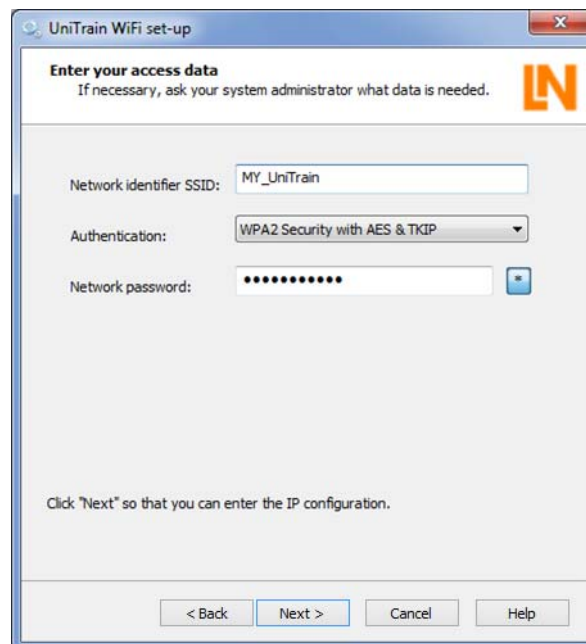 UniTrain WiFi set-up
Enter your access data
If necessary, ask your system administrator what data is needed.
LN
Network identifier SSID: MY_UniTrain
Authentication: WPA2 Security with AES & TKIP
Network password: ●●●●●●●●●●● *
Click "Next" so that you can enter the IP configuration.
< Back Next > Cancel Help